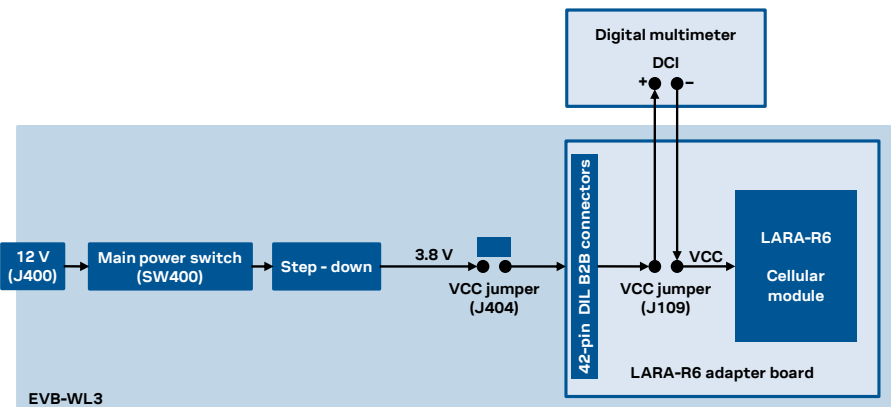 Digital multimeter
DCI
+ –
12 V
(J400)
Main power switch
(SW400)
Step - down
3.8 V
VCC jumper
(J404)
42-pin DIL B2B connectors
VCC jumper
(J109)
VCC
LARA-R6
Cellular
module
LARA-R6 adapter board
EVB-WL3